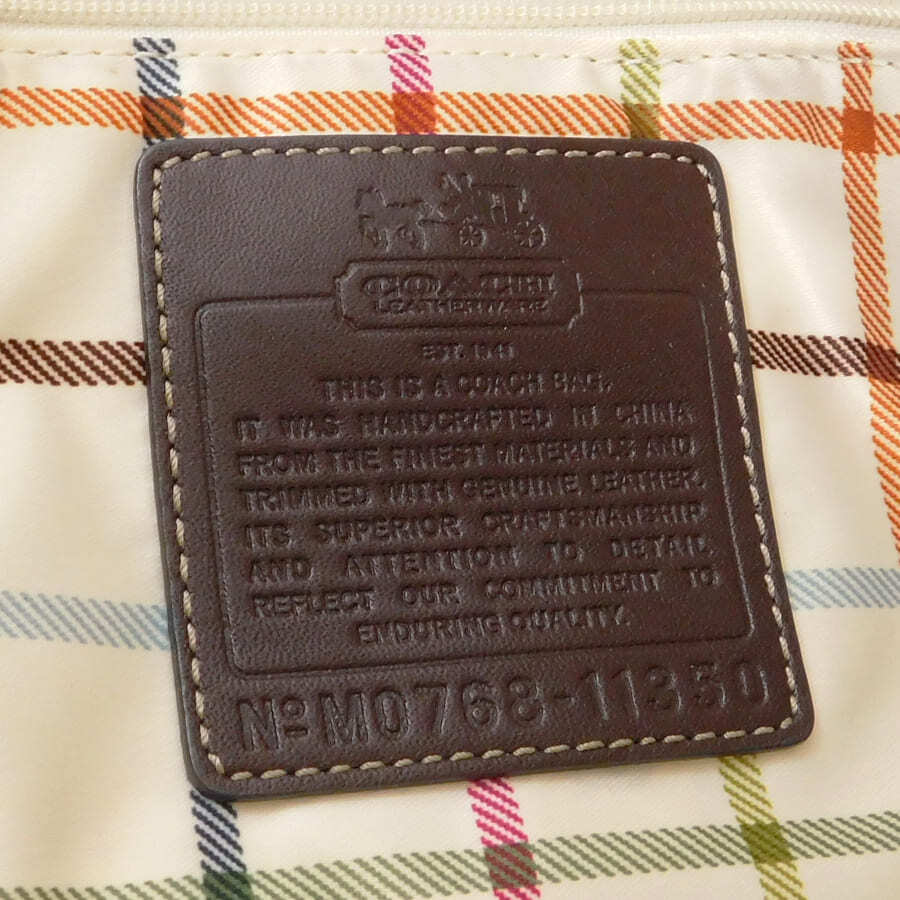 COACH
LEATHERWARE
EST. 1941
THIS IS A COACH BAG.
IT WAS HANDCRAFTED IN CHINA
FROM THE FINEST MATERIALS AND
TRIMMED WITH GENUINE LEATHER.
ITS SUPERIOR CRAFTSMANSHIP
AND ATTENTION TO DETAIL
REFLECT OUR COMMITMENT TO
ENDURING QUALITY.
Nº M0768-11350